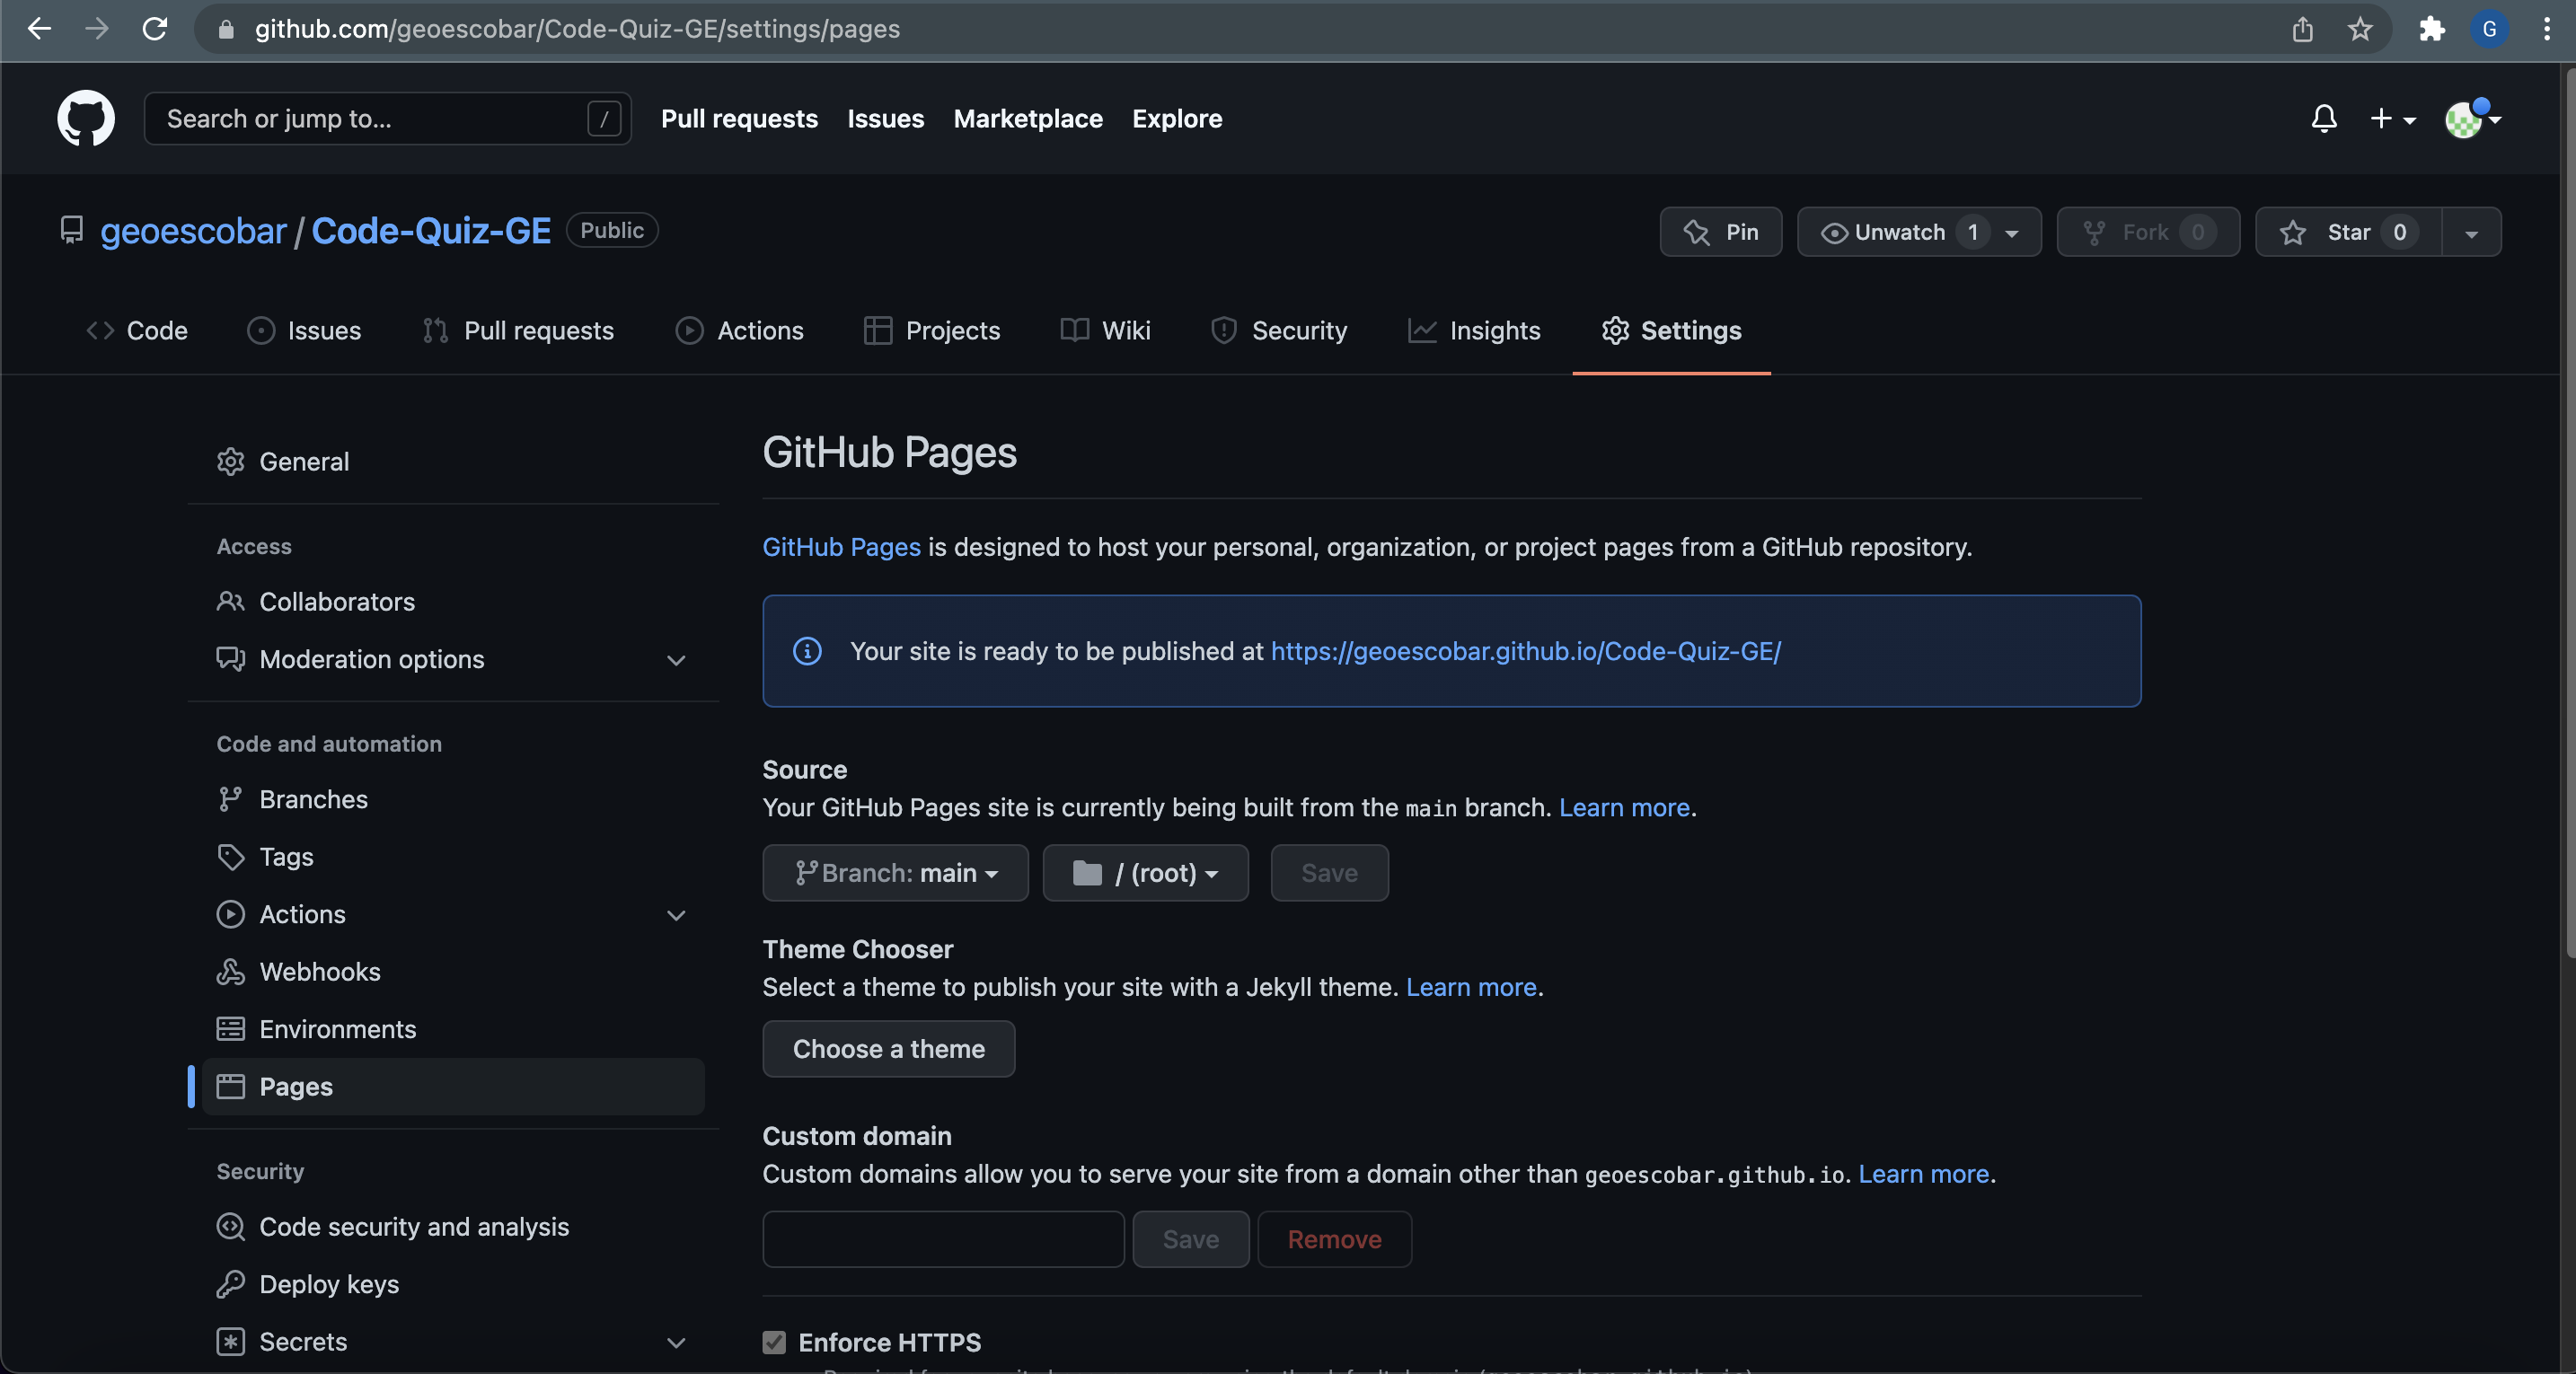 github.com/geoescobar/Code-Quiz-GE/settings/pages
G
Search or jump to... /
Pull requests Issues Marketplace Explore
geoescobar / Code-Quiz-GE Public
Pin Unwatch 1 Fork 0 Star 0
Code Issues Pull requests Actions Projects Wiki Security Insights Settings
General
Access
Collaborators
Moderation options
Code and automation
Branches
Tags
Actions
Webhooks
Environments
Pages
Security
Code security and analysis
Deploy keys
Secrets
GitHub Pages
GitHub Pages is designed to host your personal, organization, or project pages from a GitHub repository.
Your site is ready to be published at https://geoescobar.github.io/Code-Quiz-GE/
Source
Your GitHub Pages site is currently being built from the main branch. Learn more.
Branch: main / (root) Save
Theme Chooser
Select a theme to publish your site with a Jekyll theme. Learn more.
Choose a theme
Custom domain
Custom domains allow you to serve your site from a domain other than geoescobar.github.io. Learn more.
Save Remove
Enforce HTTPS